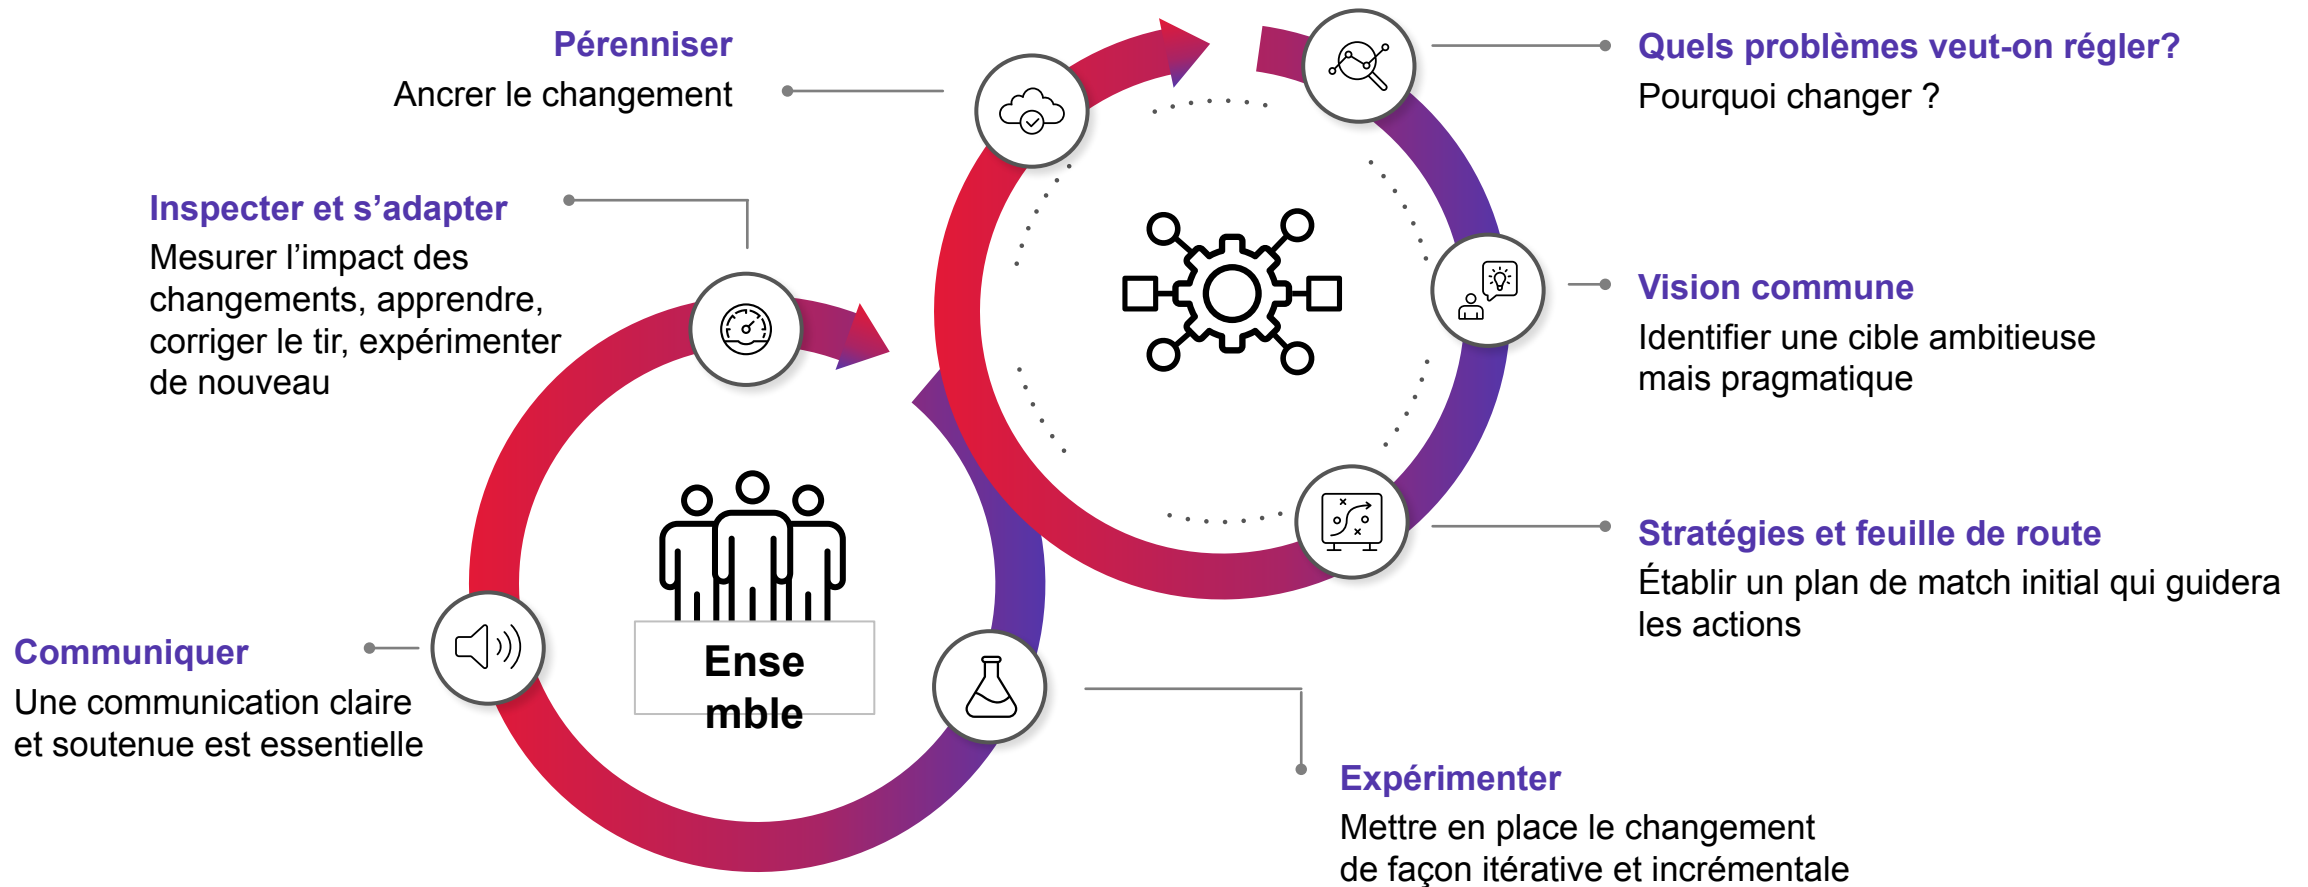 Pérenniser
Ancrer le changement
Quels problèmes veut-on régler?
Pourquoi changer ?
Inspecter et s’adapter
Mesurer l’impact des
changements, apprendre,
corriger le tir, expérimenter
de nouveau
Vision commune
Identifier une cible ambitieuse
mais pragmatique
Stratégies et feuille de route
Établir un plan de match initial qui guidera
les actions
Communiquer
Une communication claire
et soutenue est essentielle
Ense
mble
Expérimenter
Mettre en place le changement
de façon itérative et incrémentale